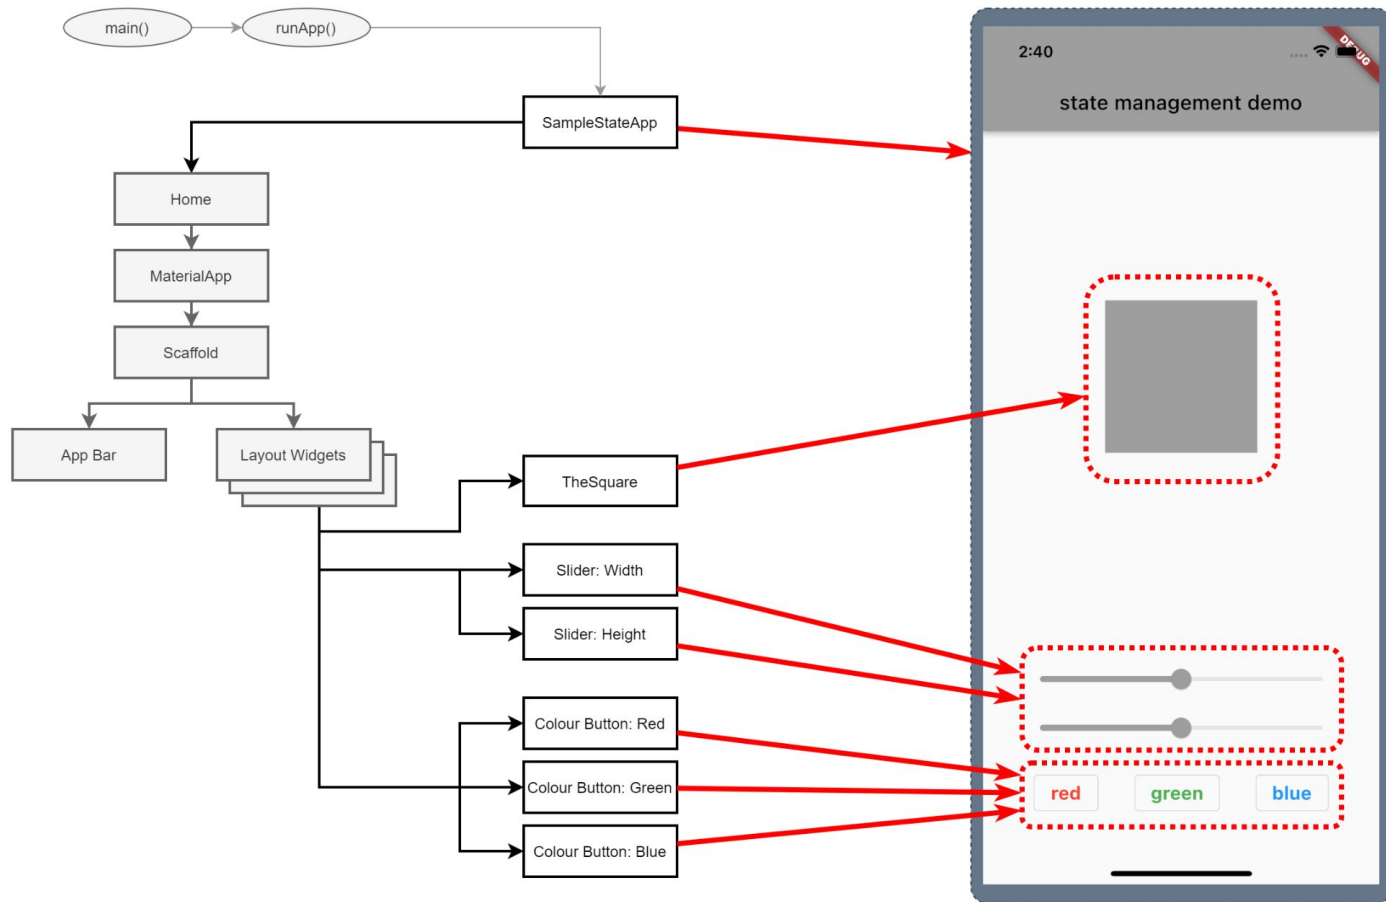 main()
runApp()
SampleStateApp
Home
MaterialApp
Scaffold
App Bar
Layout Widgets
TheSquare
Slider: Width
Slider: Height
Colour Button: Red
Colour Button: Green
Colour Button: Blue
2:40
DEBUG
state management demo
red
green
blue